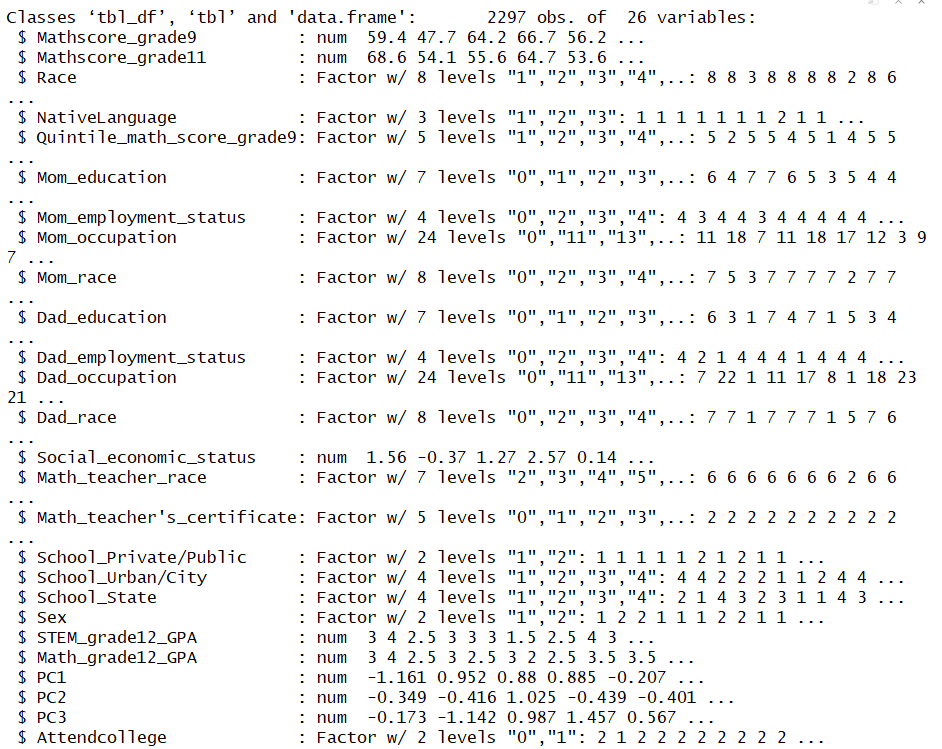 Classes ‘tbl_df’, ‘tbl’ and 'data.frame':       2297 obs. of  26 variables:
 $ Mathscore_grade9          : num  59.4 47.7 64.2 66.7 56.2 ...
 $ Mathscore_grade11         : num  68.6 54.1 55.6 64.7 53.6 ...
 $ Race                      : Factor w/ 8 levels "1","2","3","4",..: 8 8 3 8 8 8 8 2 8 6
...
 $ NativeLanguage            : Factor w/ 3 levels "1","2","3": 1 1 1 1 1 1 1 2 1 1 ...
 $ Quintile_math_score_grade9: Factor w/ 5 levels "1","2","3","4",..: 5 2 5 5 4 5 1 4 5 5
...
 $ Mom_education             : Factor w/ 7 levels "0","1","2","3",..: 6 4 7 7 6 5 3 5 4 4
...
 $ Mom_employment_status     : Factor w/ 4 levels "0","2","3","4": 4 3 4 4 3 4 4 4 4 4 ...
 $ Mom_occupation            : Factor w/ 24 levels "0","11","13",..: 11 18 7 11 18 17 12 3 9
7 ...
 $ Mom_race                  : Factor w/ 8 levels "0","2","3","4",..: 7 5 3 7 7 7 7 2 7 7
...
 $ Dad_education             : Factor w/ 7 levels "0","1","2","3",..: 6 3 1 7 4 7 1 5 3 4
...
 $ Dad_employment_status     : Factor w/ 4 levels "0","2","3","4": 4 2 1 4 4 4 1 4 4 4 ...
 $ Dad_occupation            : Factor w/ 24 levels "0","11","13",..: 7 22 1 11 17 8 1 18 23
21 ...
 $ Dad_race                  : Factor w/ 8 levels "0","2","3","4",..: 7 7 1 7 7 7 1 5 7 6
...
 $ Social_economic_status    : num  1.56 -0.37 1.27 2.57 0.14 ...
 $ Math_teacher_race         : Factor w/ 7 levels "2","3","4","5",..: 6 6 6 6 6 6 6 2 6 6
...
 $ Math_teacher's_certificate: Factor w/ 5 levels "0","1","2","3",..: 2 2 2 2 2 2 2 2 2 2
...
 $ School_Private/Public     : Factor w/ 2 levels "1","2": 1 1 1 1 1 2 1 2 1 1 ...
 $ School_Urban/City         : Factor w/ 4 levels "1","2","3","4": 4 4 2 2 2 1 1 2 4 4 ...
 $ School_State              : Factor w/ 4 levels "1","2","3","4": 2 1 4 3 2 3 1 1 4 3 ...
 $ Sex                       : Factor w/ 2 levels "1","2": 1 2 2 1 1 1 2 2 1 1 ...
 $ STEM_grade12_GPA          : num  3 4 2.5 3 3 3 1.5 2.5 4 3 ...
 $ Math_grade12_GPA          : num  3 4 2.5 3 2.5 3 2 2.5 3.5 3.5 ...
 $ PC1                       : num  -1.161 0.952 0.88 0.885 -0.207 ...
 $ PC2                       : num  -0.349 -0.416 1.025 -0.439 -0.401 ...
 $ PC3                       : num  -0.173 -1.142 0.987 1.457 0.567 ...
 $ Attendcollege             : Factor w/ 2 levels "0","1": 2 1 2 2 2 2 2 2 2 2 ...